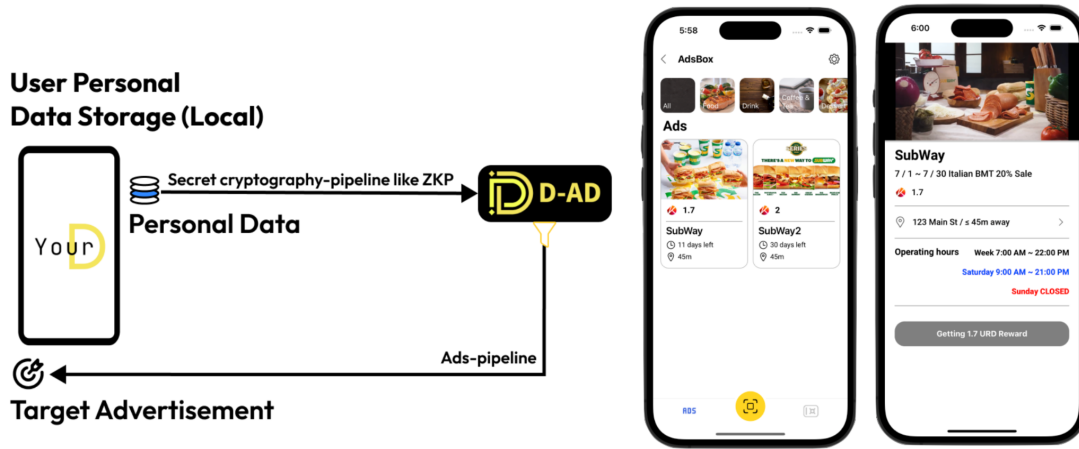 User Personal
Data Storage (Local)
Your D
Secret cryptography-pipeline like ZKP
Personal Data
D D-AD
Ads-pipeline
Target Advertisement
5:58
AdsBox
All
Food
Drink
Coffee &
Ads
THERE'S A NEW WAY TO SUBWAY
1.7
2
SubWay
SubWay2
11 days left
30 days left
45m
45m
ADS
6:00
SubWay
7 / 1 ~ 7 / 30 Italian BMT 20% Sale
1.7
123 Main St / ≤ 45m away
Operating hours
Week 7:00 AM ~ 22:00 PM
Saturday 9:00 AM ~ 21:00 PM
Sunday CLOSED
Getting 1.7 URD Reward